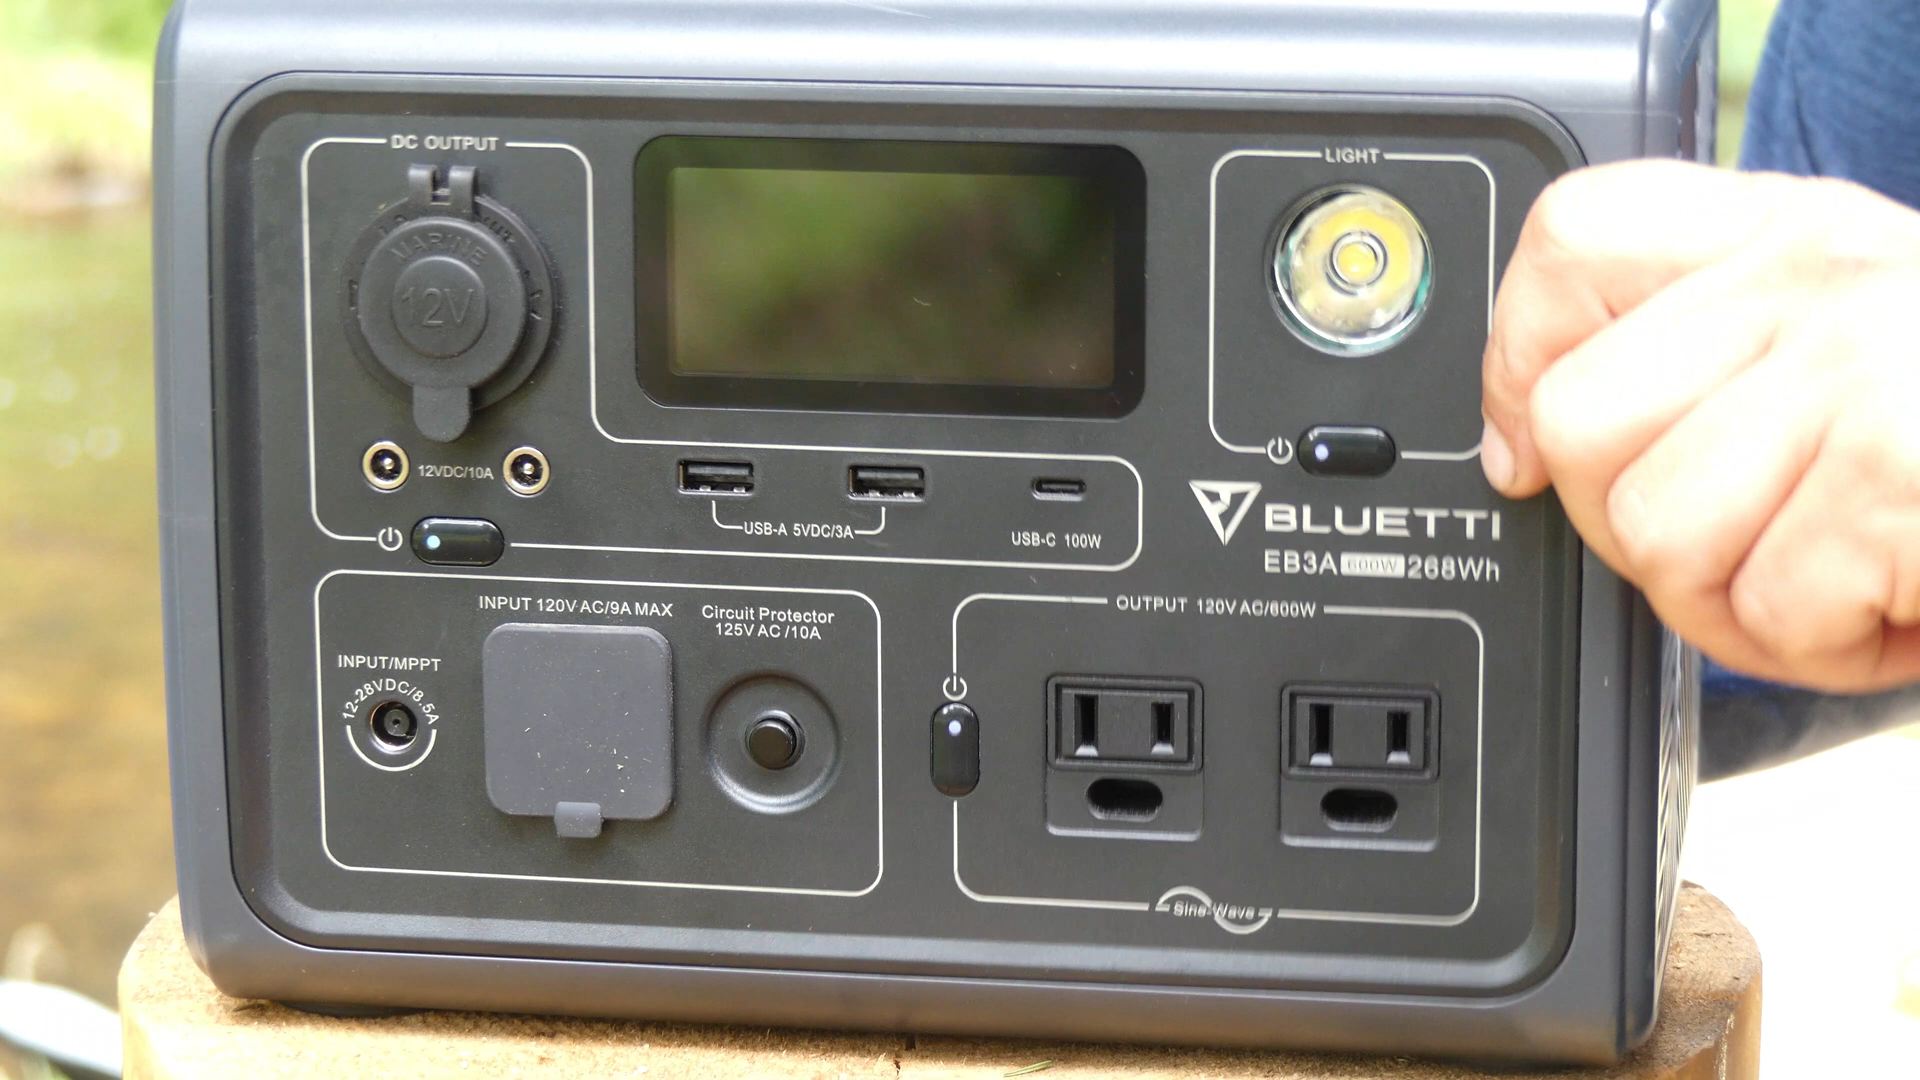 DC OUTPUT
LIGHT
MARINE
12V
12VDC/10A
USB-A 5VDC/3A
USB-C 100W
BLUETTI
EB3A 600W 268Wh
INPUT 120V AC/9A MAX
Circuit Protector
125V AC /10A
INPUT/MPPT
12-28VDC/8.5A
OUTPUT 120V AC/600W
Sine-Wave